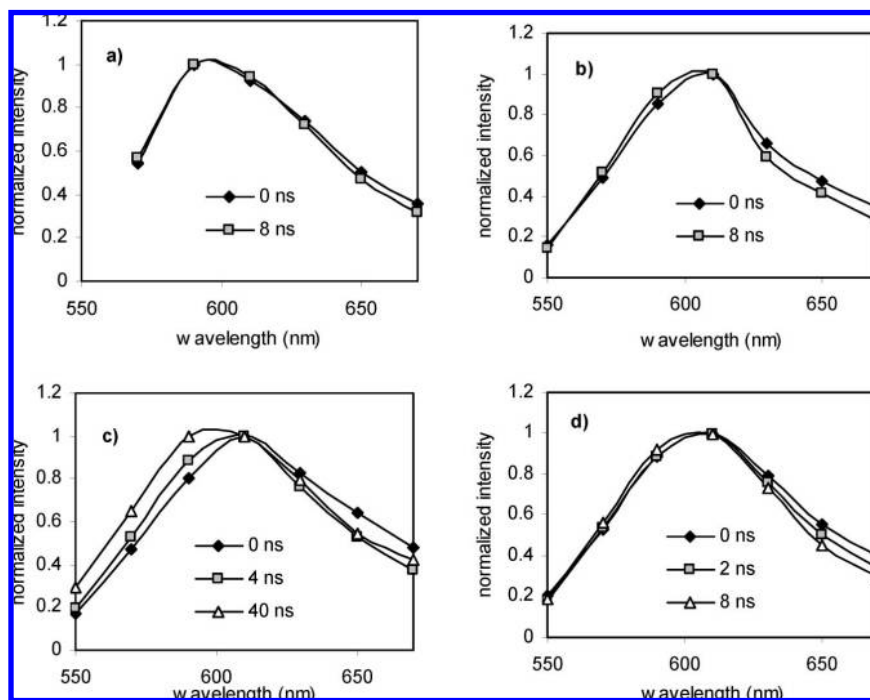 a)
normalized intensity
1.2
1
0.8
0.6
0.4
0.2
0
0 ns
8 ns
550
600
650
w avelength (nm)
b)
normalized intensity
1.2
1
0.8
0.6
0.4
0.2
0
0 ns
8 ns
550
600
650
w avelength (nm)
c)
normalized intensity
1.2
1
0.8
0.6
0.4
0.2
0
0 ns
4 ns
40 ns
550
600
650
w avelength (nm)
d)
normalized intensity
1.2
1
0.8
0.6
0.4
0.2
0
0 ns
2 ns
8 ns
550
600
650
w avelength (nm)